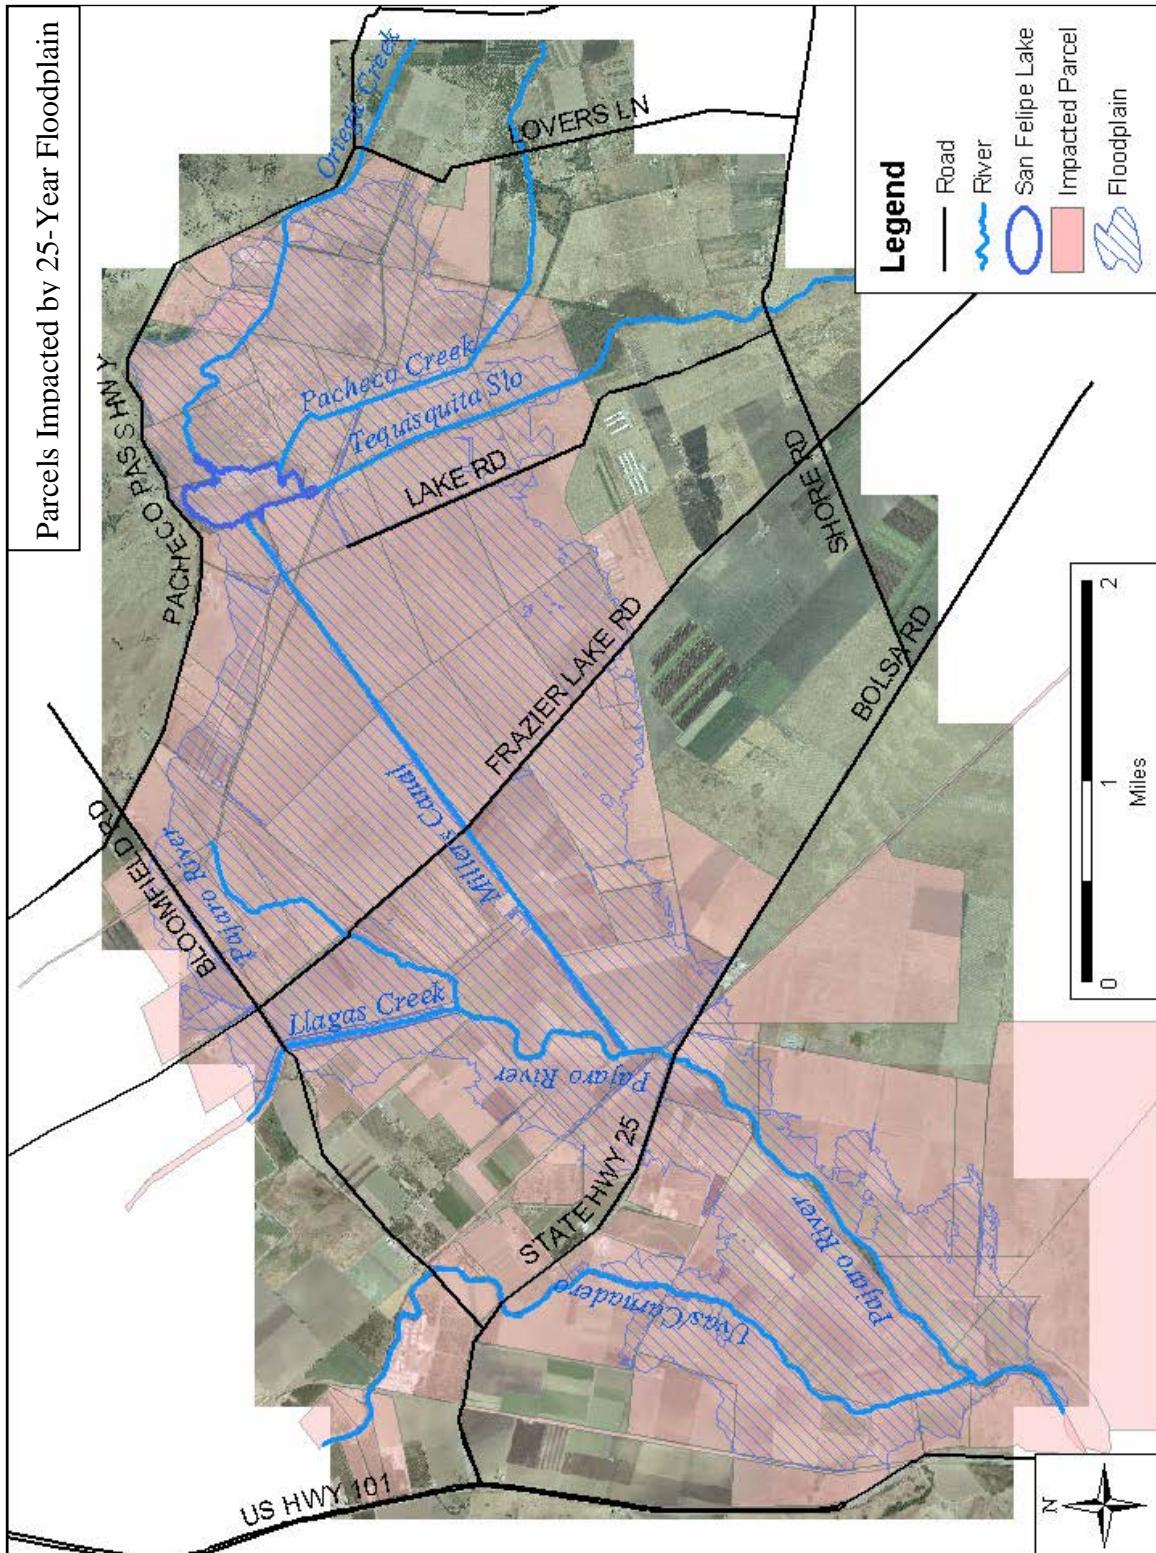 Parcels Impacted by 25-Year Floodplain
Ortega Creek
LOVERS LN
PACHECO PASS HWY
Pacheco Creek
Tequisquita Slo
LAKE RD
SHORE RD
FRAZIER LAKE RD
BOLSA RD
BLOOMFIELD RD
Pajaro River
Millers Canal
Llagas Creek
Pajaro River
STATE HWY 25
Pajaro River
Uvas/Carnadero
US HWY 101
Legend
Road
River
San Felipe Lake
Impacted Parcel
Floodplain
0 1 2
Miles
N